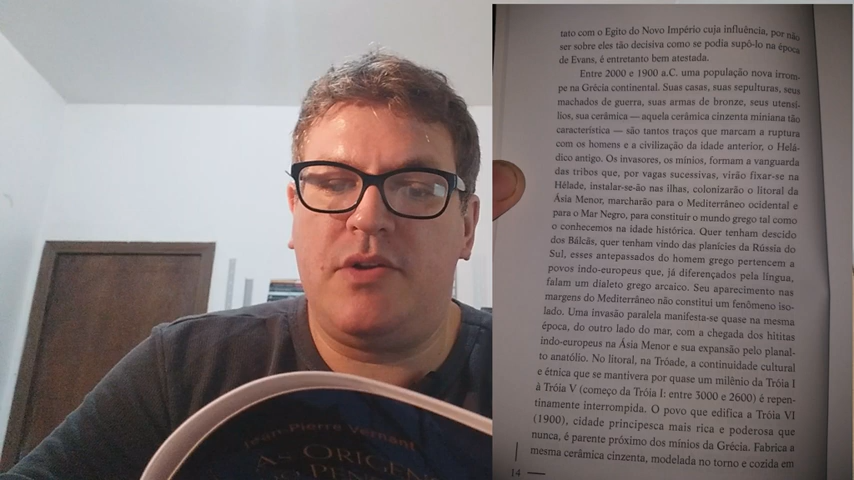 Jean-Pierre Vernant
AS ORIGEN
DO PEN
tato com o Egito do Novo Império cuja influência, por não
ser sobre eles tão decisiva como se podia supô-lo na época
de Evans, é entretanto bem atestada.
Entre 2000 e 1900 a.C. uma população nova irrom-
pe na Grécia continental. Suas casas, suas sepulturas, seus
machados de guerra, suas armas de bronze, seus utensí-
lios, sua cerâmica — aquela cerâmica cinzenta miniana tão
característica — são tantos traços que marcam a ruptura
com os homens e a civilização da idade anterior, o Helá-
dico antigo. Os invasores, os mínios, formam a vanguarda
das tribos que, por vagas sucessivas, virão fixar-se na
Hélade, instalar-se-ão nas ilhas, colonizarão o litoral da
Ásia Menor, marcharão para o Mediterrâneo ocidental e
para o Mar Negro, para constituir o mundo grego tal como
o conhecemos na idade histórica. Quer tenham descido
dos Bálcãs, quer tenham vindo das planícies da Rússia do
Sul, esses antepassados do homem grego pertencem a
povos indo-europeus que, já diferençados pela língua,
falam um dialeto grego arcaico. Seu aparecimento nas
margens do Mediterrâneo não constitui um fenômeno iso-
lado. Uma invasão paralela manifesta-se quase na mesma
época, do outro lado do mar, com a chegada dos hititas
indo-europeus na Ásia Menor e sua expansão pelo planal-
to anatólio. No litoral, na Tróade, a continuidade cultural
e étnica que se mantivera por quase um milênio da Tróia I
à Tróia V (começo da Tróia I: entre 3000 e 2600) é repen-
tinamente interrompida. O povo que edifica a Tróia VI
(1900), cidade principesca mais rica e poderosa que
nunca, é parente próximo dos mínios da Grécia. Fabrica a
mesma cerâmica cinzenta, modelada no torno e cozida em
14